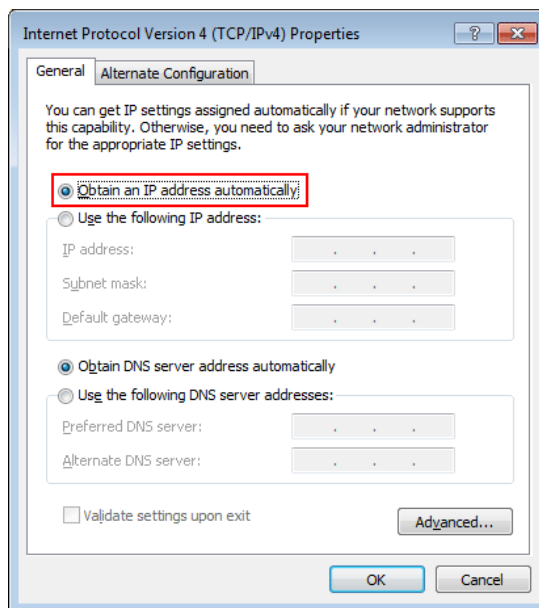 Internet Protocol Version 4 (TCP/IPv4) Properties
?
General
Alternate Configuration
You can get IP settings assigned automatically if your network supports
this capability. Otherwise, you need to ask your network administrator
for the appropriate IP settings.
Obtain an IP address automatically
Use the following IP address:
IP address:
Subnet mask:
Default gateway:
Obtain DNS server address automatically
Use the following DNS server addresses:
Preferred DNS server:
Alternate DNS server:
Validate settings upon exit
Advanced...
OK
Cancel